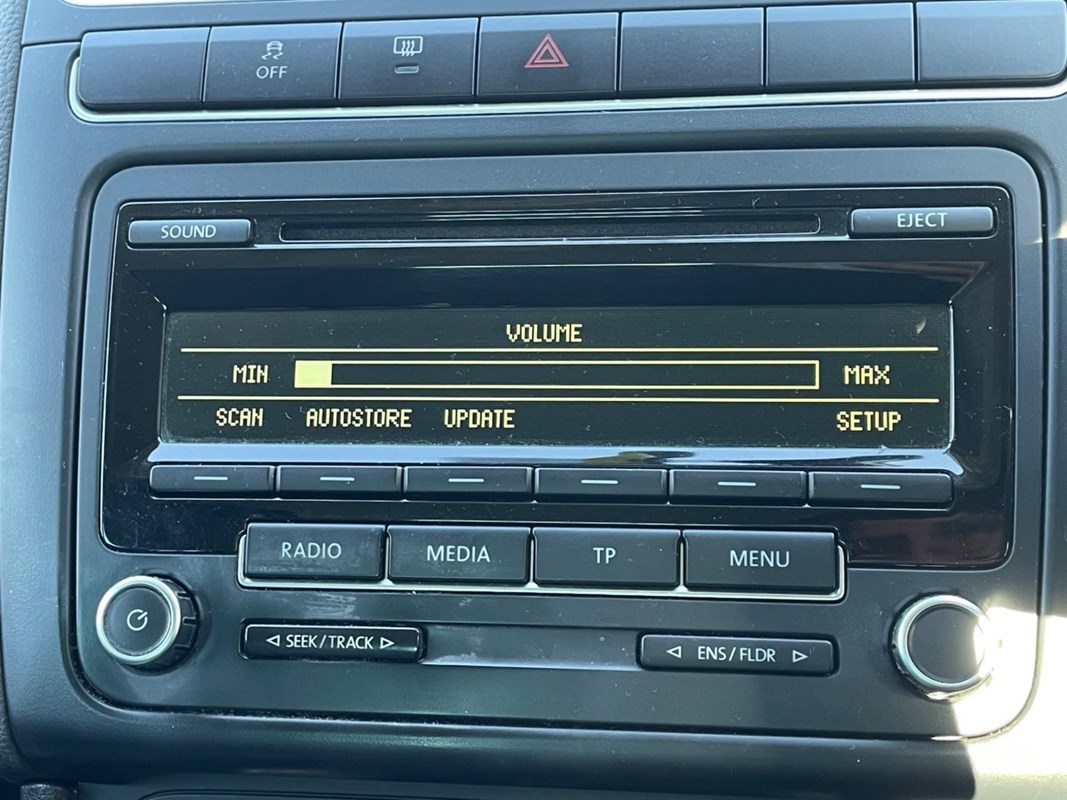 OFF
SOUND
EJECT
VOLUME
MIN MAX
SCAN AUTOSTORE UPDATE SETUP
RADIO MEDIA TP MENU
SEEK/TRACK
ENS/FLDR